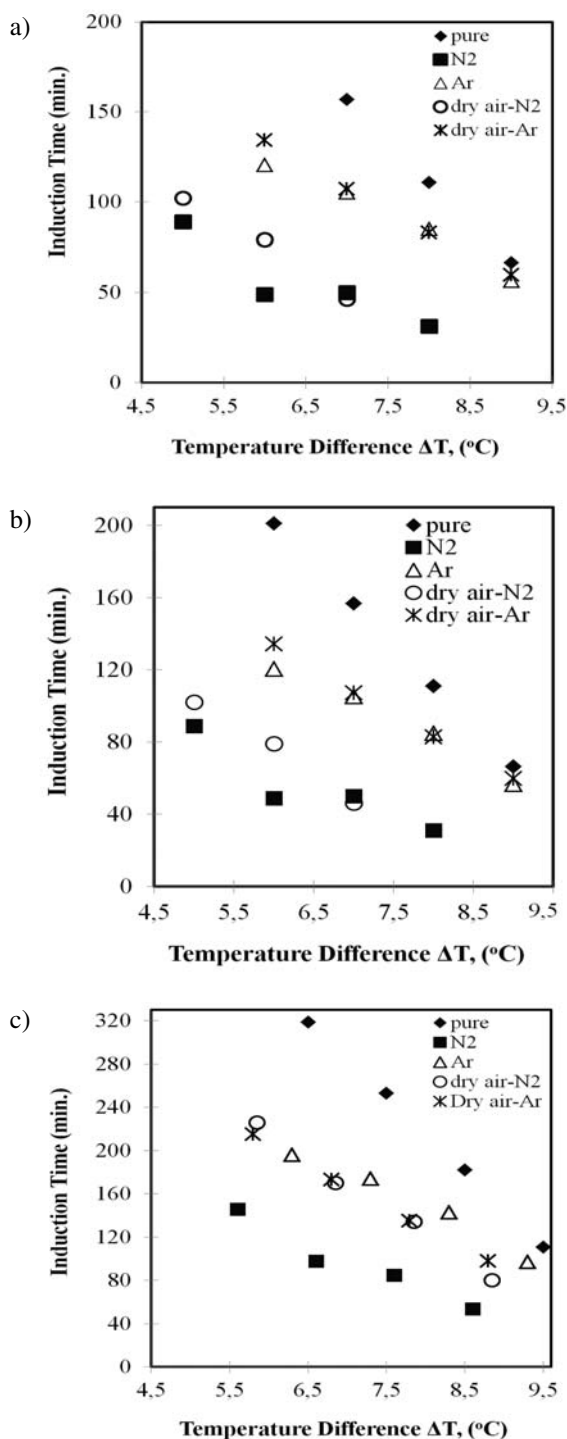 a)
200
150
100
50
0
Induction Time (min.)
pure
N2
Ar
dry air-N2
dry air-Ar
4,5 5,5 6,5 7,5 8,5 9,5
Temperature Difference ΔT, (°C)
b)
200
160
120
80
40
0
Induction Time (min.)
pure
N2
Ar
dry air-N2
dry air-Ar
4,5 5,5 6,5 7,5 8,5 9,5
Temperature Difference ΔT, (°C)
c)
320
280
240
200
160
120
80
40
0
Induction Time (min.)
pure
N2
Ar
dry air-N2
Dry air-Ar
4,5 5,5 6,5 7,5 8,5 9,5
Temperature Difference ΔT, (°C)